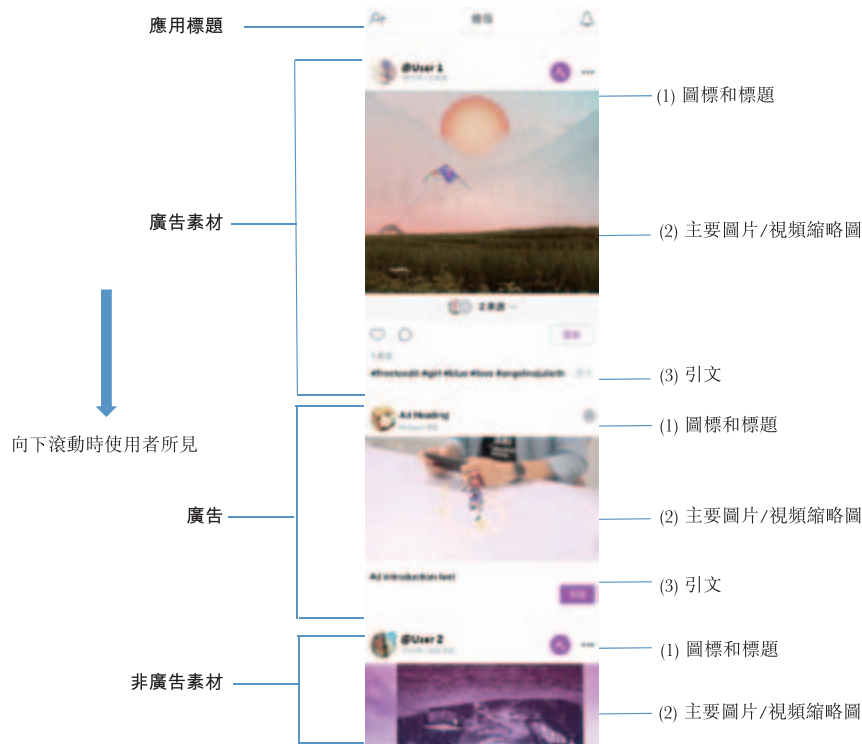 應用標題
@User 1
(1) 圖標和標題
廣告素材
(2) 主要圖片/視頻縮略圖
(3) 引文
Ad Heading
(1) 圖標和標題
向下滾動時使用者所見
廣告
(2) 主要圖片/視頻縮略圖
Ad introduction text
(3) 引文
@User 2
(1) 圖標和標題
非廣告素材
(2) 主要圖片/視頻縮略圖